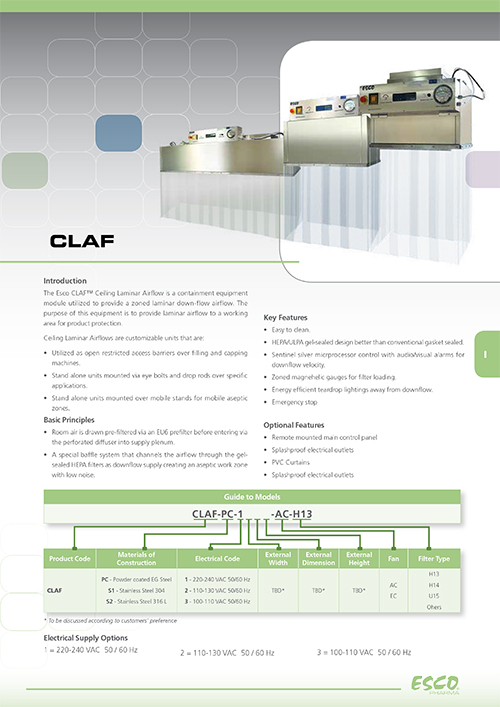 ESCO
ESCO
CLAF
Introduction
The Esco CLAF™ Ceiling Laminar Airflow is a containment equipment
module utilized to provide a zoned laminar down-flow airflow. The
purpose of this equipment is to provide laminar airflow to a working
area for product protection.
Ceiling Laminar Airflows are customizable units that are:
• Utilized as open restricted access barriers over filling and capping
machines.
• Stand alone units mounted via eye bolts and drop rods over specific
applications.
• Stand alone units mounted over mobile stands for mobile aseptic
zones.
Basic Principles
• Room air is drawn pre-filtered via an EU6 prefilter before entering via
the perforated diffuser into supply plenum.
• A special baffle system that channels the airflow through the gel-
sealed HEPA filters as downflow supply creating an aseptic work zone
with low noise.
Key Features
• Easy to clean.
• HEPA/ULPA gel-sealed design better than conventional gasket sealed.
• Sentinel silver micrprocessor control with audio/visual alarms for
downflow velocity.
• Zoned magnehelic gauges for filter loading.
• Energy efficient teardrop lightings away from downflow.
• Emergency stop
Optional Features
• Remote mounted main control panel
• Splashproof electrical outlets
• PVC Curtains
• Splashproof electrical outlets
I
Guide to Models
CLAF-PC-1 -AC-H13
Product Code
Materials of Construction
Electrical Code
External Width
External Dimension
External Height
Fan
Filter Type
CLAF
PC - Powder coated EG Steel
S1 - Stainless Steel 304
S2 - Stainless Steel 316 L
1 - 220-240 VAC 50/60 Hz
2 - 110-130 VAC 50/60 Hz
3 - 100-110 VAC 50/60 Hz
TBD*
TBD*
TBD*
AC
EC
H13
H14
U15
Ohers
* To be discussed according to customers' preference
Electrical Supply Options
1 = 220-240 VAC 50 / 60 Hz
2 = 110-130 VAC 50 / 60 Hz
3 = 100-110 VAC 50 / 60 Hz
ESCO
PHARMA